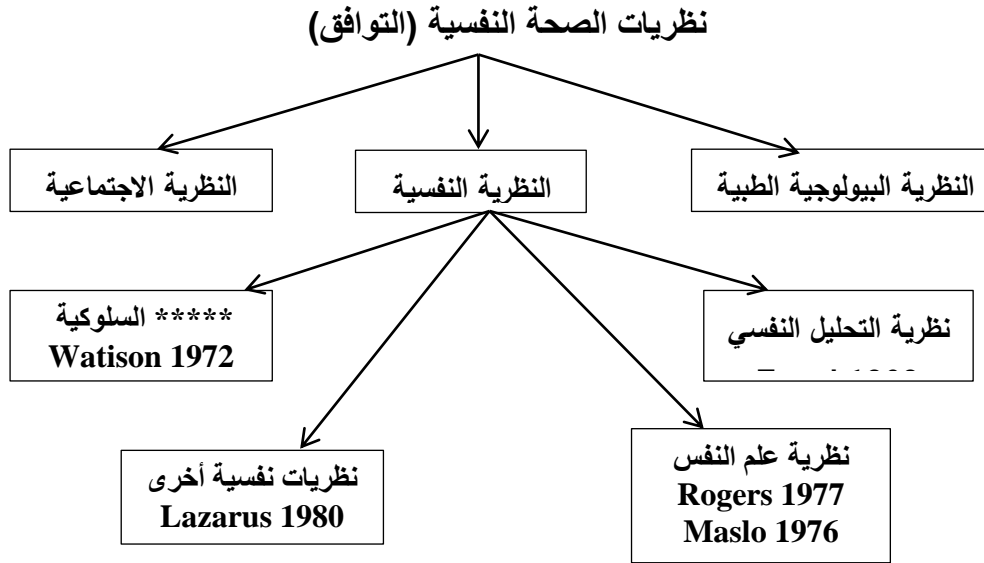 نظريات الصحة النفسية (التوافق)
النظرية البيولوجية الطبية
النظرية النفسية
النظرية الاجتماعية
نظرية التحليل النفسي
***** السلوكية
Watison 1972
نظرية علم النفس
Rogers 1977
Maslo 1976
نظريات نفسية أخرى
Lazarus 1980